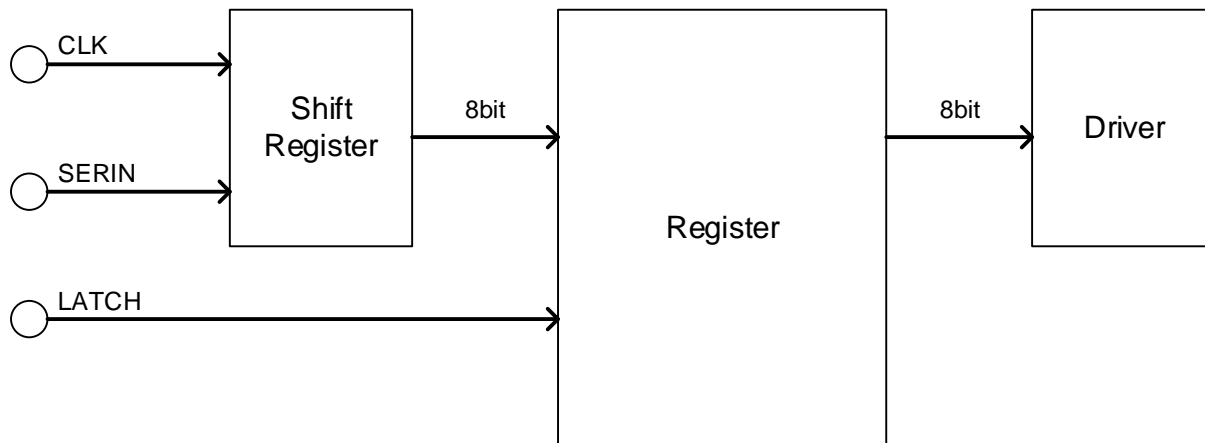 CLK
Shift
Register
8bit
8bit
Driver
SERIN
Register
LATCH